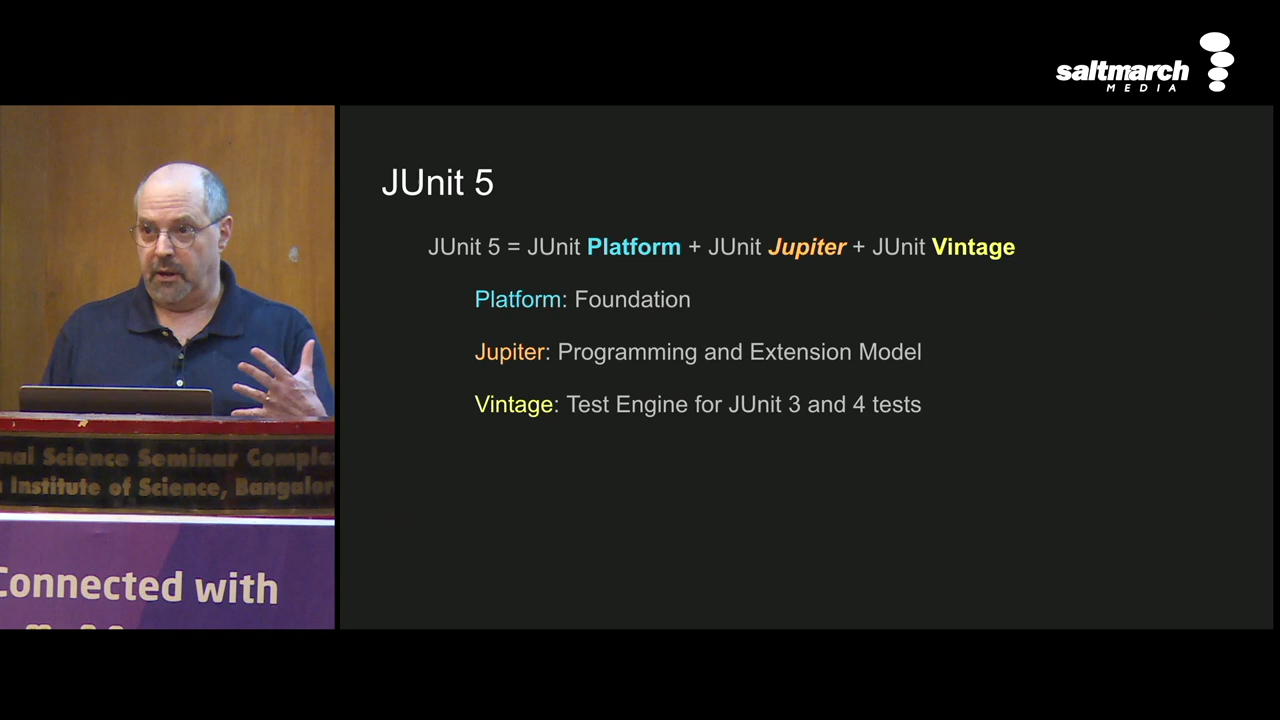 saltmarch
MEDIA
JUnit 5
JUnit 5 = JUnit Platform + JUnit Jupiter + JUnit Vintage
Platform: Foundation
Jupiter: Programming and Extension Model
Vintage: Test Engine for JUnit 3 and 4 tests
nal Science Seminar Comple
Institute of Science, Bangalor
Connected with